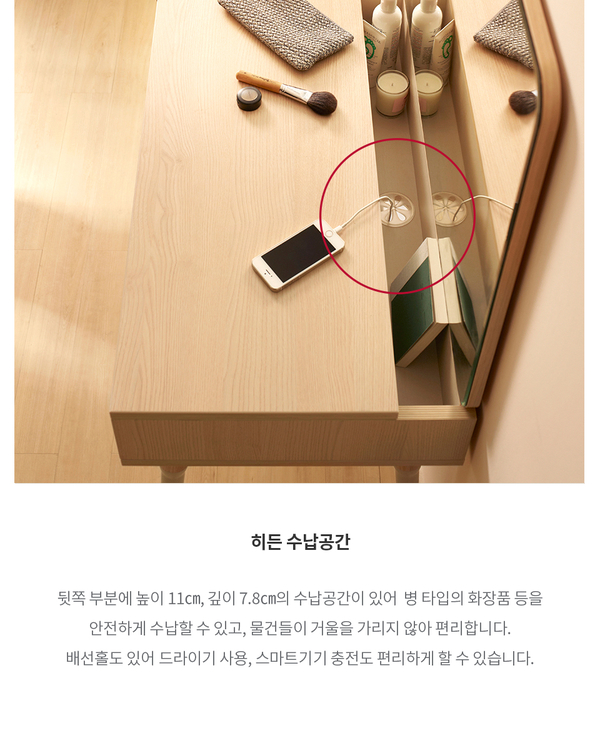 히든 수납공간
뒷쪽 부분에 높이 11㎝, 깊이 7.8㎝의 수납공간이 있어 병 타입의 화장품 등을
안전하게 수납할 수 있고, 물건들이 거울을 가리지 않아 편리합니다.
배선홀도 있어 드라이기 사용, 스마트기기 충전도 편리하게 할 수 있습니다.